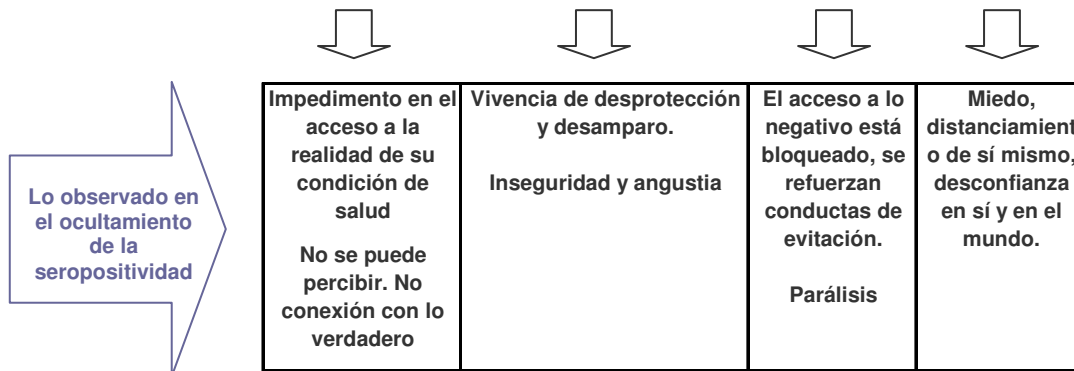 Lo observado en
el ocultamiento
de la
seropositividad
Impedimento en el
acceso a la
realidad de su
condición de
salud
No se puede
percibir. No
conexión con lo
verdadero
Vivencia de desprotección
y desamparo.
Inseguridad y angustia
El acceso a lo
negativo está
bloqueado, se
refuerzan
conductas de
evitación.
Parálisis
Miedo,
distanciamient
o de sí mismo,
desconfianza
en sí y en el
mundo.